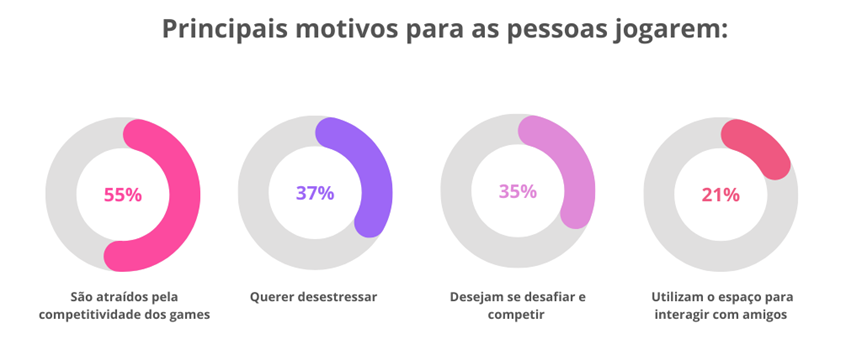 Principais motivos para as pessoas jogarem:
55%
37%
35%
21%
São atraídos pela
competitividade dos games
Querer desestressar
Desejam se desafiar e
competir
Utilizam o espaço para
interagir com amigos